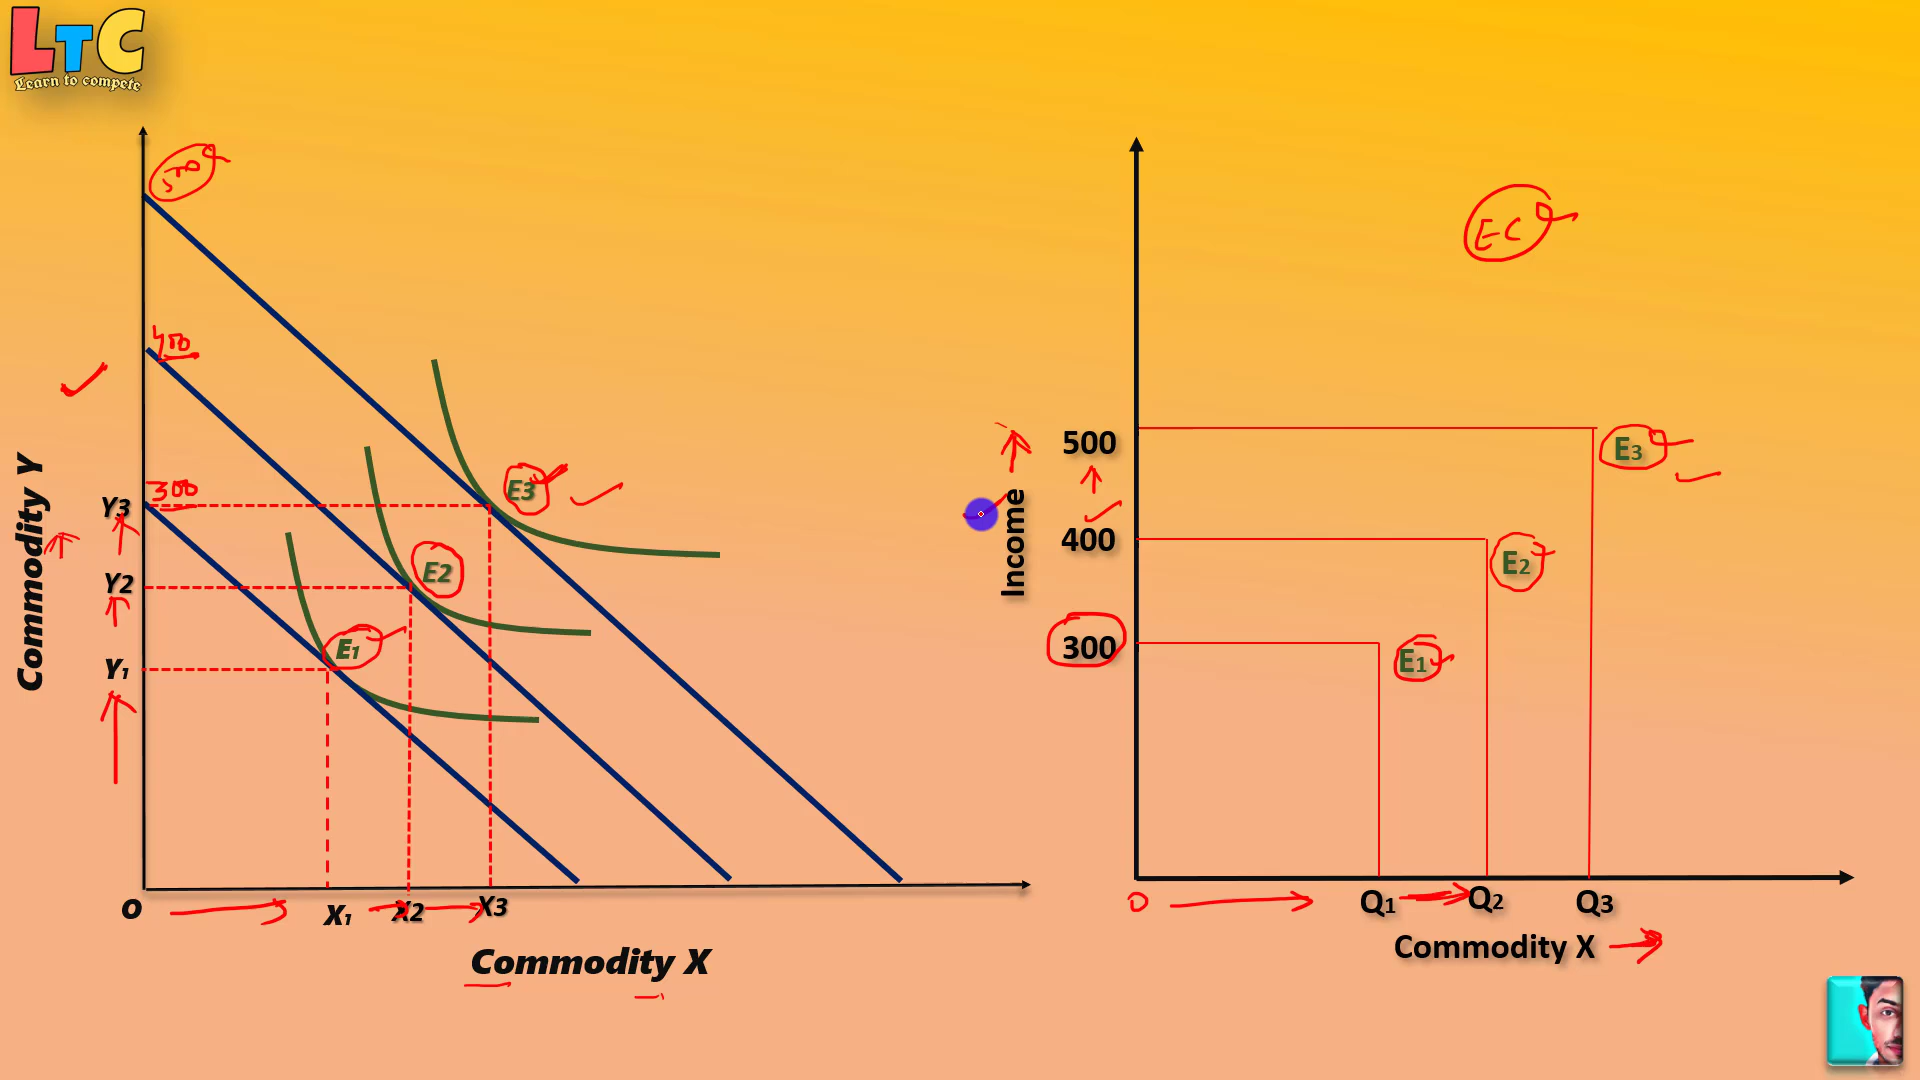 LTC
Learn to compete
500
400
300
Commodity Y
Y3
Y2
Y1
E3
E2
E1
O
X1
X2
X3
Commodity X
EC
Income
500
400
300
E3
E2
E1
O
Q1
Q2
Q3
Commodity X